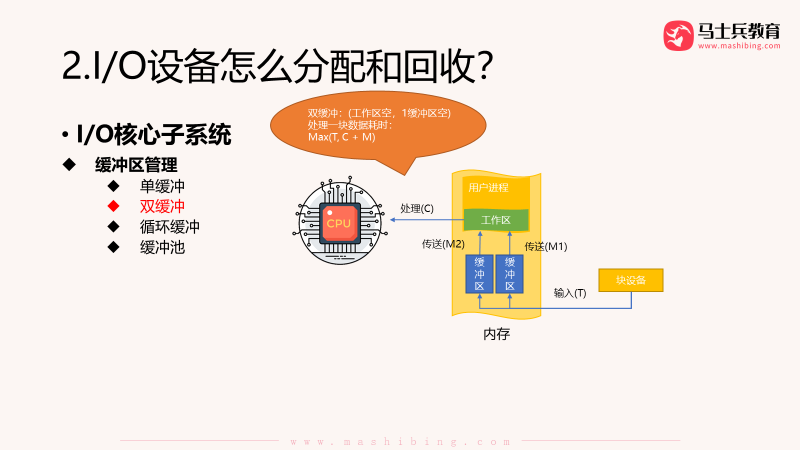 马士兵教育
www.mashibing.com
2.I/O设备怎么分配和回收?
• I/O核心子系统
◆ 缓冲区管理
◆ 单缓冲
◆ 双缓冲
◆ 循环缓冲
◆ 缓冲池
双缓冲：(工作区空，1缓冲区空)
处理一块数据耗时：
Max(T, C + M)
CPU
处理(C)
用户进程
工作区
传送(M2)
传送(M1)
缓冲区
缓冲区
输入(T)
块设备
内存
www.mashibing.com